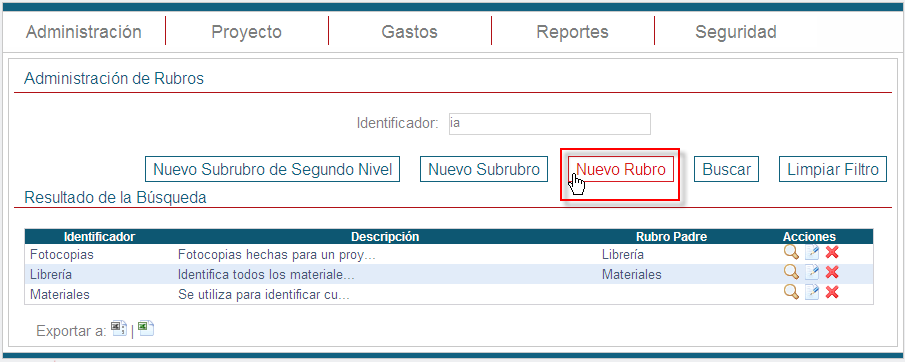 Administración Proyecto Gastos Reportes Seguridad
Administración de Rubros
Identificador: ia
Nuevo Subrubro de Segundo Nivel Nuevo Subrubro Nuevo Rubro Buscar Limpiar Filtro
Resultado de la Búsqueda
Identificador Descripción Rubro Padre Acciones
Fotocopias Fotocopias hechas para un proy... Librería
Librería Identifica todos los materiale... Materiales
Materiales Se utiliza para identificar cu...
Exportar a: |